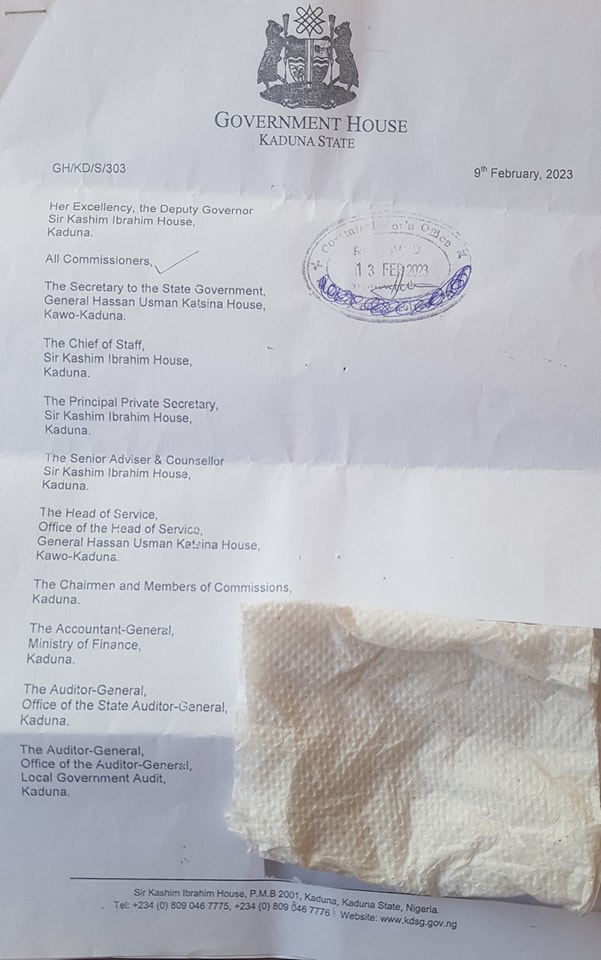 GOVERNMENT HOUSE
KADUNA STATE
GH/KD/S/303
9th February, 2023
Her Excellency, the Deputy Governor
Sir Kashim Ibrahim House,
Kaduna.
All Commissioners,
The Secretary to the State Government,
General Hassan Usman Katsina House,
Kawo-Kaduna.
The Chief of Staff,
Sir Kashim Ibrahim House,
Kaduna.
The Principal Private Secretary,
Sir Kashim Ibrahim House,
Kaduna.
The Senior Adviser & Counsellor
Sir Kashim Ibrahim House,
Kaduna.
The Head of Service,
Office of the Head of Service,
General Hassan Usman Katsina House,
Kawo-Kaduna.
The Chairmen and Members of Commissions,
Kaduna.
The Accountant-General,
Ministry of Finance,
Kaduna.
The Auditor-General,
Office of the State Auditor-General,
Kaduna.
The Auditor-General,
Office of the Auditor-General,
Local Government Audit,
Kaduna.
Commissioner's Office
13 FEB 2023
Sir Kashim Ibrahim House, P.M.B 2001, Kaduna, Kaduna State, Nigeria.
Tel: +234 (0) 809 046 7775, +234 (0) 809 046 7776 | Website: www.kdsg.gov.ng